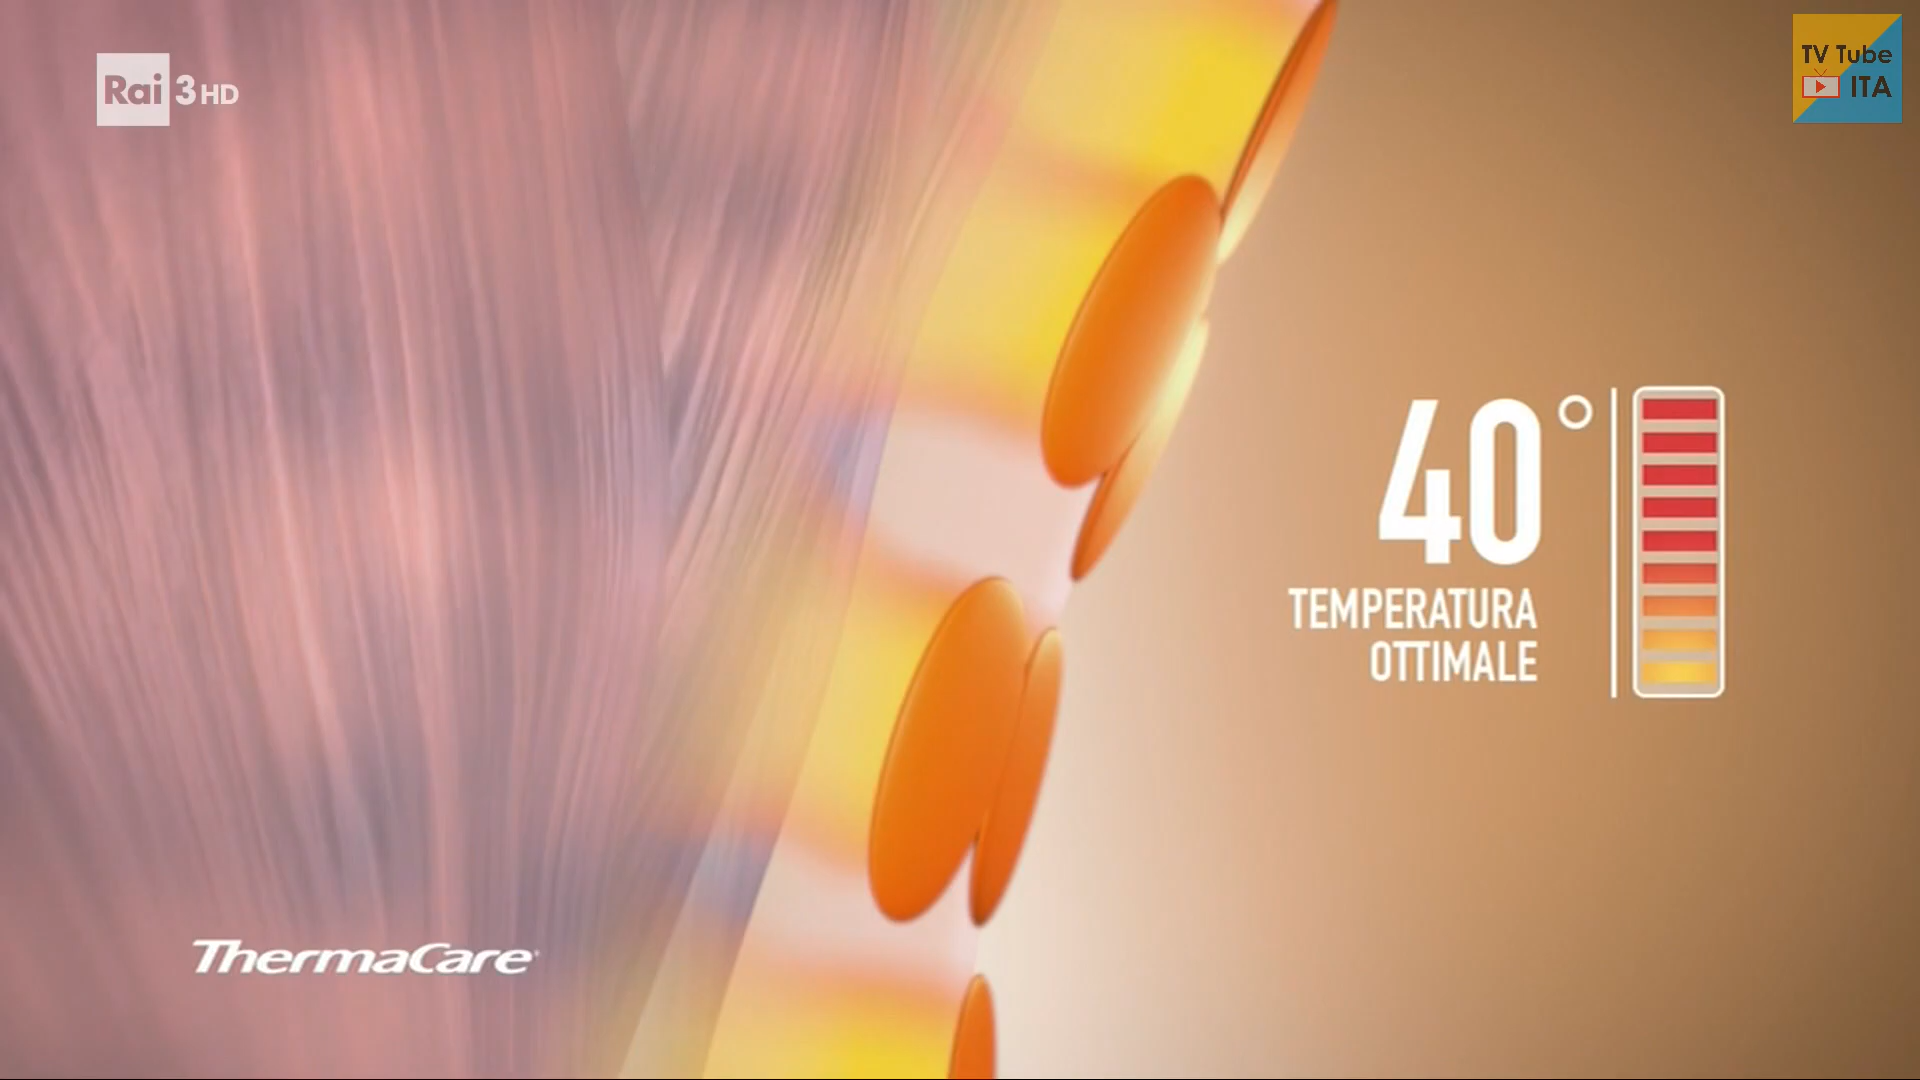 Rai 3 HD
TV Tube
ITA
40°
TEMPERATURA
OTTIMALE
ThermaCare®